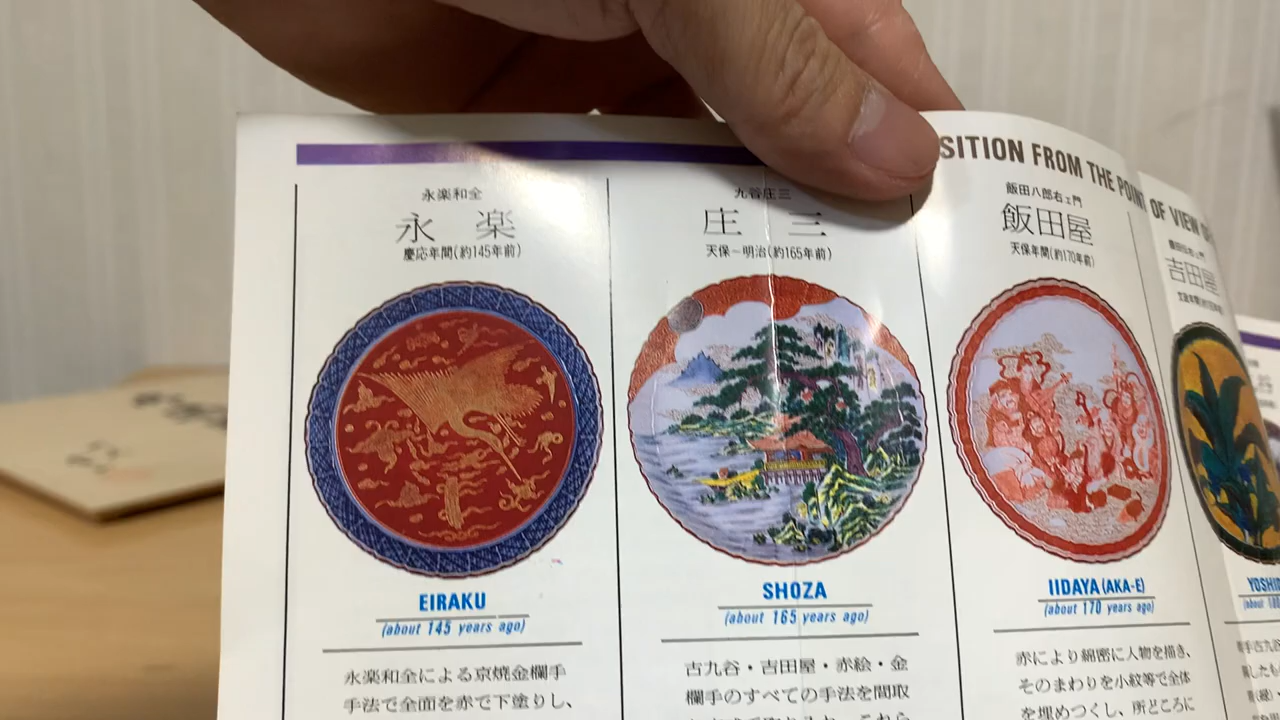 SITION FROM THE POINT OF VIEW O
永楽和全
永楽
慶応年間(約145年前)
EIRAKU
(about 145 years ago)
永楽和全による京焼金欄手
手法で全面を赤で下塗りし、
九谷庄三
庄三
天保~明治(約165年前)
SHOZA
(about 165 years ago)
古九谷・吉田屋・赤絵・金
欄手のすべての手法を間取
飯田八郎右ェ門
飯田屋
天保年間(約170年前)
IIDAYA (AKA-E)
(about 170 years ago)
赤により綿密に人物を描き、
そのまわりを小紋等で全体
を埋めつくし、所どころに
吉田屋
YOSHID
(about 180
谷